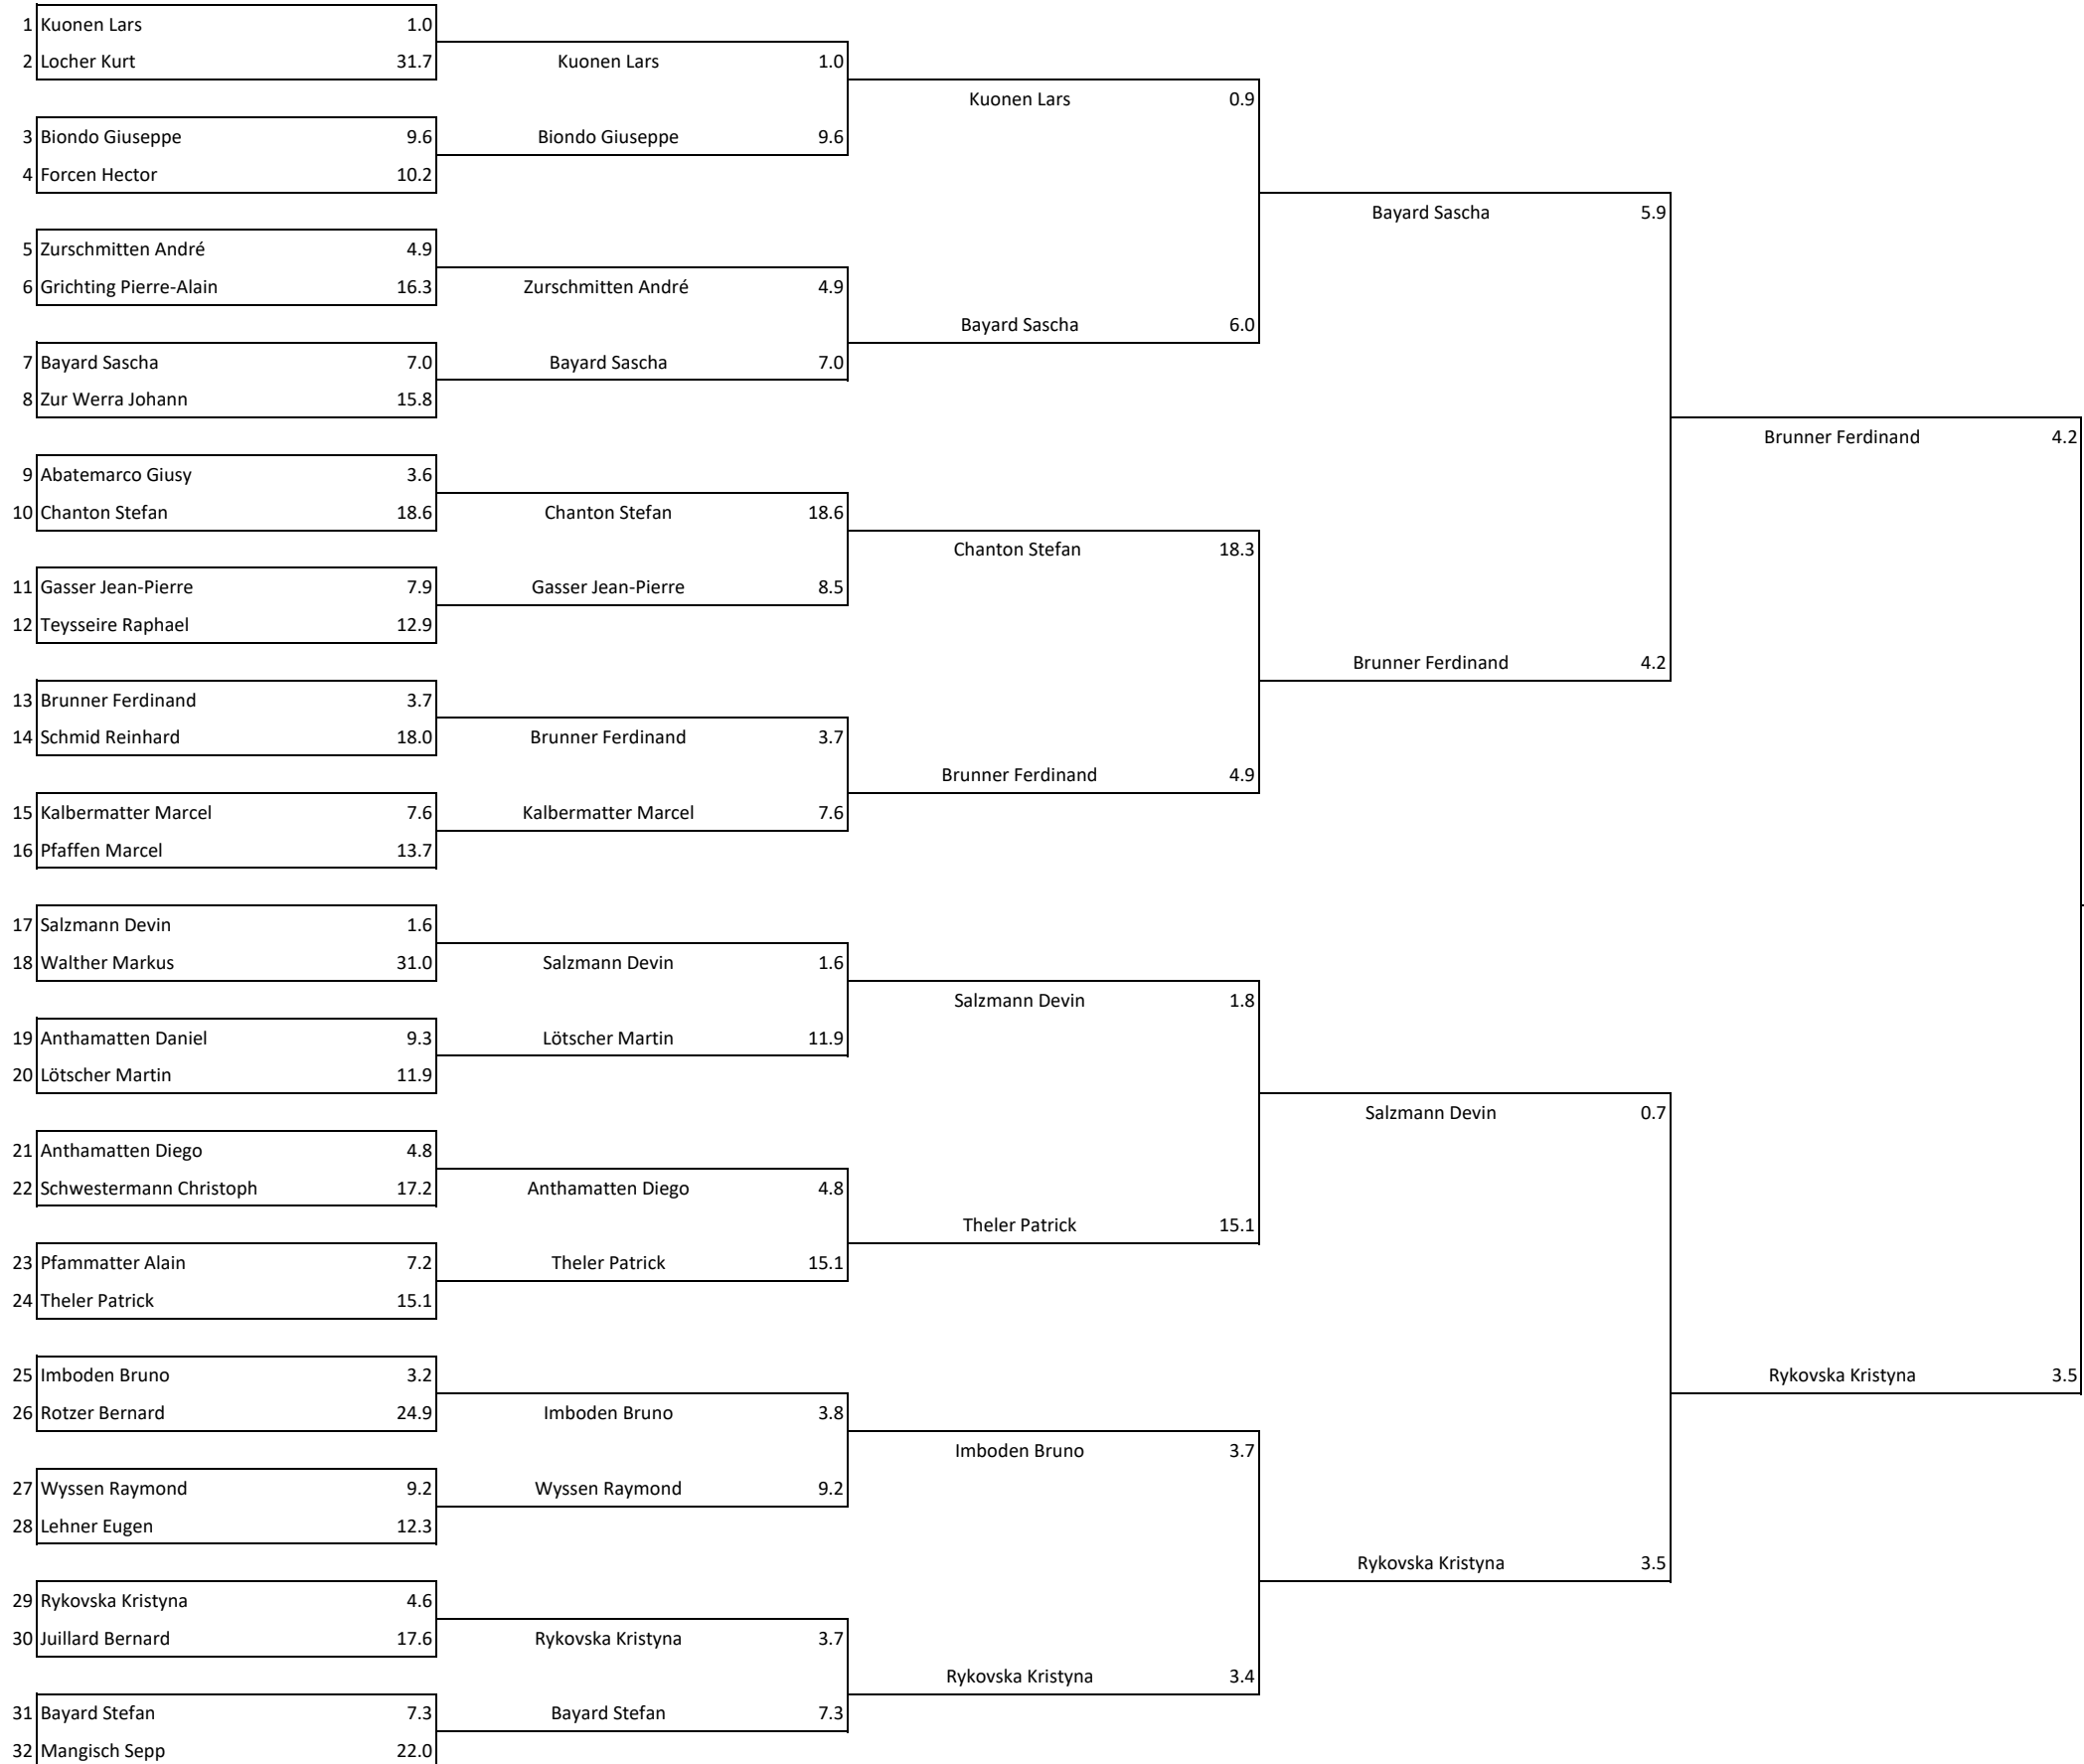 1 Kuonen Lars 1.0
2 Locher Kurt 31.7 Kuonen Lars 1.0
Kuonen Lars 0.9
3 Biondo Giuseppe 9.6 Biondo Giuseppe 9.6
4 Forcen Hector 10.2
Bayard Sascha 5.9
5 Zurschmitten André 4.9
6 Grichting Pierre-Alain 16.3 Zurschmitten André 4.9
Bayard Sascha 6.0
7 Bayard Sascha 7.0 Bayard Sascha 7.0
8 Zur Werra Johann 15.8
Brunner Ferdinand 4.2
9 Abatemarco Giusy 3.6
10 Chanton Stefan 18.6 Chanton Stefan 18.6
Chanton Stefan 18.3
11 Gasser Jean-Pierre 7.9 Gasser Jean-Pierre 8.5
12 Teysseire Raphael 12.9
Brunner Ferdinand 4.2
13 Brunner Ferdinand 3.7
14 Schmid Reinhard 18.0 Brunner Ferdinand 3.7
Brunner Ferdinand 4.9
15 Kalbermatter Marcel 7.6 Kalbermatter Marcel 7.6
16 Pfaffen Marcel 13.7
17 Salzmann Devin 1.6
18 Walther Markus 31.0 Salzmann Devin 1.6
Salzmann Devin 1.8
19 Anthamatten Daniel 9.3 Lötscher Martin 11.9
20 Lötscher Martin 11.9
Salzmann Devin 0.7
21 Anthamatten Diego 4.8
22 Schwestermann Christoph 17.2 Anthamatten Diego 4.8
Theler Patrick 15.1
23 Pfammatter Alain 7.2 Theler Patrick 15.1
24 Theler Patrick 15.1
25 Imboden Bruno 3.2 Rykovska Kristyna 3.5
26 Rotzer Bernard 24.9 Imboden Bruno 3.8
Imboden Bruno 3.7
27 Wyssen Raymond 9.2 Wyssen Raymond 9.2
28 Lehner Eugen 12.3
Rykovska Kristyna 3.5
29 Rykovska Kristyna 4.6
30 Juillard Bernard 17.6 Rykovska Kristyna 3.7
Rykovska Kristyna 3.4
31 Bayard Stefan 7.3 Bayard Stefan 7.3
32 Mangisch Sepp 22.0